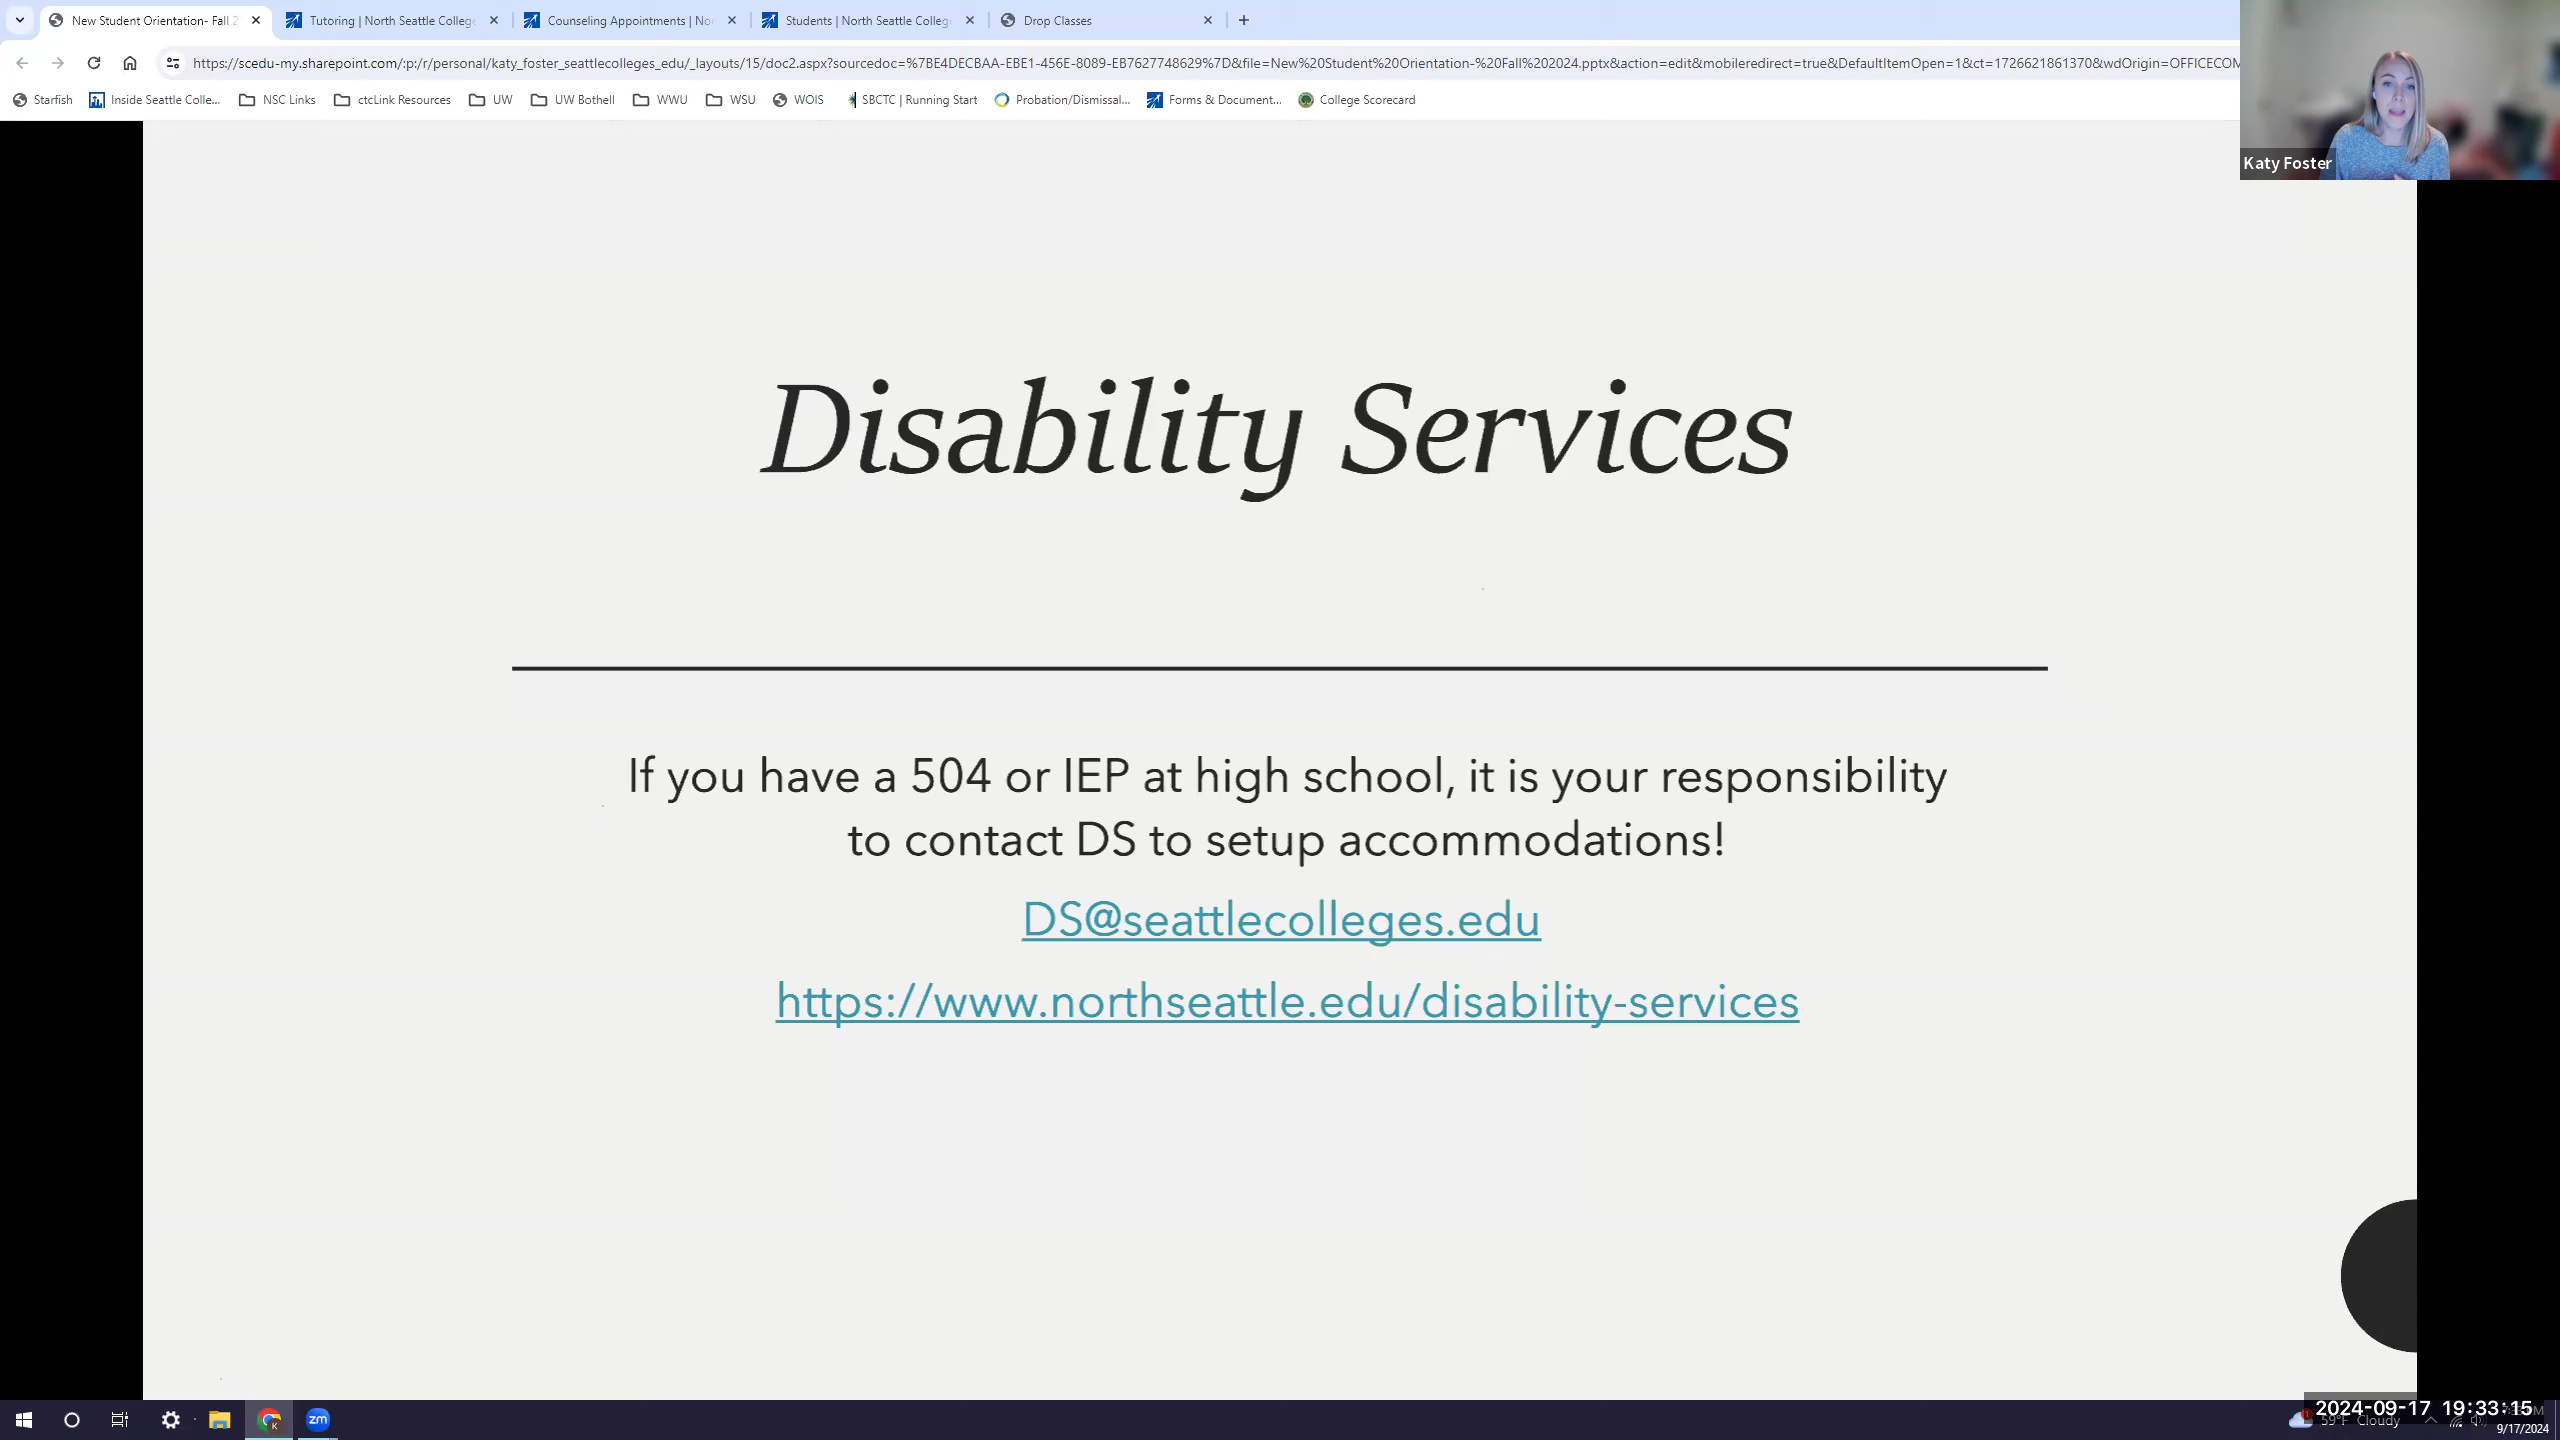 New Student Orientation- Fall 2
Tutoring | North Seattle College
Counseling Appointments | No
Students | North Seattle Colleg
Drop Classes
https://scedu-my.sharepoint.com/:p:/r/personal/katy_foster_seattlecolleges_edu/_layouts/15/doc2.aspx?sourcedoc=%7BE4DECBAA-EBE1-456E-8089-EB7627748629%7D&file=New%20Student%20Orientation-%20Fall%202024.pptx&action=edit&mobileredirect=true&DefaultItemOpen=1&ct=1726621861370&wdOrigin=OFFICECOM
Starfish
Inside Seattle Colle...
NSC Links
ctcLink Resources
UW
UW Bothell
WWU
WSU
WOIS
SBCTC | Running Start
Probation/Dismissal...
Forms & Document...
College Scorecard
Katy Foster
Disability Services
If you have a 504 or IEP at high school, it is your responsibility
to contact DS to setup accommodations!
DS@seattlecolleges.edu
https://www.northseattle.edu/disability-services
zm
2024-09-17 19:33:15
59°F Cloudy
9/17/2024